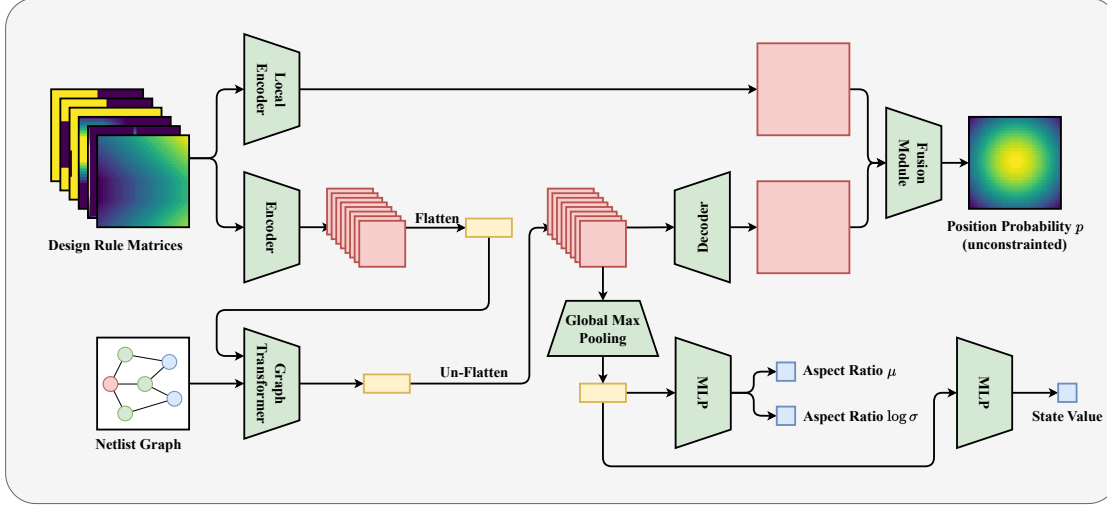 Local
Encoder
Design Rule Matrices
Encoder
Flatten
Decoder
Fusion
Module
Position Probability p
(unconstrainted)
Netlist Graph
Graph
Transformer
Un-Flatten
Global Max
Pooling
MLP
Aspect Ratio μ
Aspect Ratio log σ
MLP
State Value